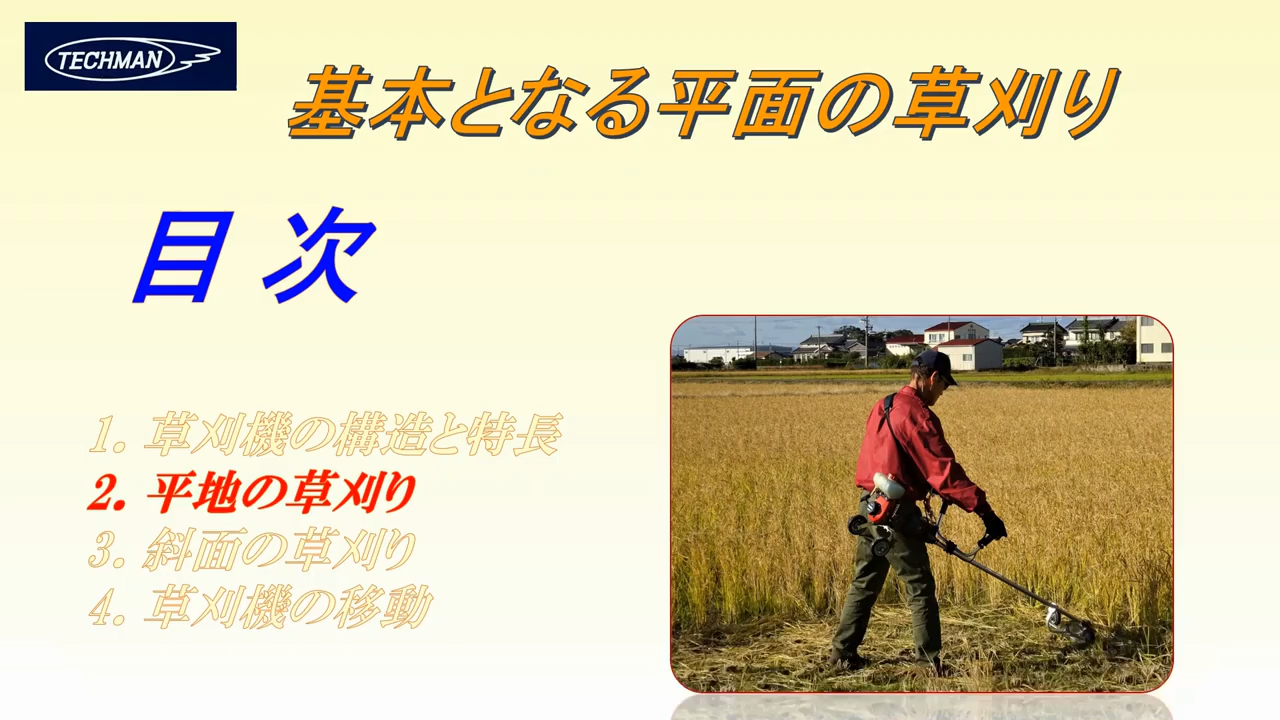 TECHMAN
基本となる平面の草刈り
目次
1. 草刈機の構造と特長
2. 平地の草刈り
3. 斜面の草刈り
4. 草刈機の移動